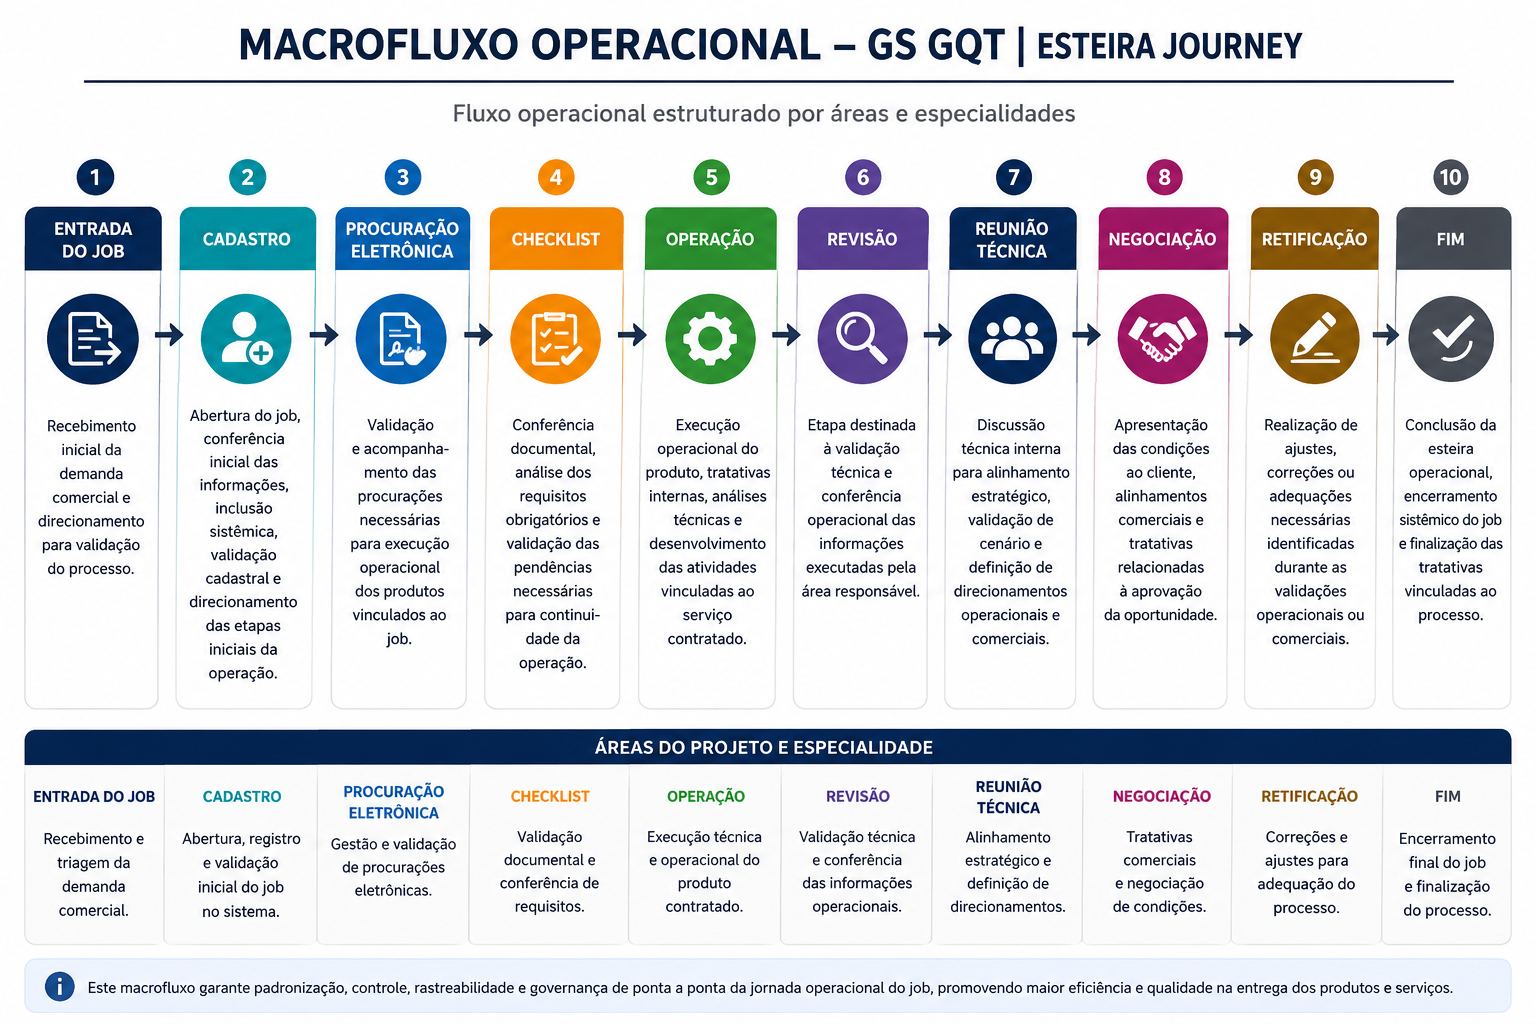 MACROFLUXO OPERACIONAL – GS GQT | ESTEIRA JOURNEY
Fluxo operacional estruturado por áreas e especialidades
1
ENTRADA
DO JOB
Recebimento
inicial da
demanda
comercial e
direcionamento
para validação
do processo.
2
CADASTRO
Abertura do job,
conferência
inicial das
informações,
inclusão
sistêmica,
validação
cadastral e
direcionamento
das etapas
iniciais da
operação.
3
PROCURAÇÃO
ELETRÔNICA
Validação
e acompanha-
mento das
procurações
necessárias
para execução
operacional
dos produtos
vinculados ao
job.
4
CHECKLIST
Conferência
documental,
análise dos
requisitos
obrigatórios e
validação das
pendências
necessárias
para continui-
dade da
operação.
5
OPERAÇÃO
Execução
operacional do
produto, tratativas
internas, análises
técnicas e
desenvolvimento
das atividades
vinculadas ao
serviço
contratado.
6
REVISÃO
Etapa destinada
à validação
técnica e
conferência
operacional das
informações
executadas pela
área responsável.
7
REUNIÃO
TÉCNICA
Discussão
técnica interna
para alinhamento
estratégico,
validação de
cenário e
definição de
direcionamentos
operacionais e
comerciais.
8
NEGOCIAÇÃO
Apresentação
das condições
ao cliente,
alinhamentos
comerciais e
tratativas
relacionadas
à aprovação
da oportunidade.
9
RETIFICAÇÃO
Realização de
ajustes,
correções ou
adequações
necessárias
identificadas
durante as
validações
operacionais ou
comerciais.
10
FIM
Conclusão da
esteira
operacional,
encerramento
sistêmico do job
e finalização das
tratativas
vinculadas ao
processo.
ÁREAS DO PROJETO E ESPECIALIDADE
ENTRADA DO JOB
Recebimento e
triagem da
demanda
comercial.
CADASTRO
Abertura, registro
e validação
inicial do job
no sistema.
PROCURAÇÃO
ELETRÔNICA
Gestão e validação
de procurações
eletrônicas.
CHECKLIST
Validação
documental e
conferência de
requisitos.
OPERAÇÃO
Execução técnica
e operacional do
produto
contratado.
REVISÃO
Validação técnica
e conferência
das informações
operacionais.
REUNIÃO
TÉCNICA
Alinhamento
estratégico e
definição de
direcionamentos.
NEGOCIAÇÃO
Tratativas
comerciais
e negociação
de condições.
RETIFICAÇÃO
Correções e
ajustes para
adequação do
processo.
FIM
Encerramento
final do job
e finalização
do processo.
i
Este macrofluxo garante padronização, controle, rastreabilidade e governança de ponta a ponta da jornada operacional do job, promovendo maior eficiência e qualidade na entrega dos produtos e serviços.